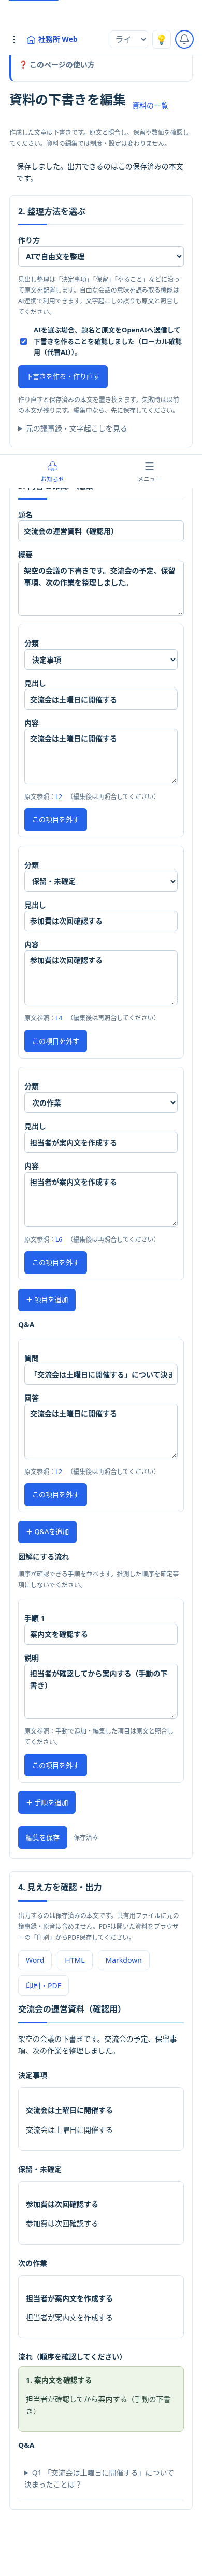 社務所 Web
ライ
❓ このページの使い方
資料の下書きを編集
資料の一覧
作成した文章は下書きです。原文と照合し、保留や数値を確認し
てください。資料の編集では制度・設定は変わりません。
保存しました。出力できるのはこの保存済みの本文
です。
2. 整理方法を選ぶ
作り方
AIで自由文を整理
見出し整理は「決定事項」「保留」「やること」などに沿っ
て原文を配置します。自由な会話の意味を読み取る機能は
AI連携で利用できます。文字起こしの誤りも原文と照合し
てください。
AIを選ぶ場合、題名と原文をOpenAIへ送信して
下書きを作ることを確認しました（ローカル確認
用（代替AI））。
下書きを作る・作り直す
作り直すと現在の保存済み本文を置き換えます。失敗時は以前
の本文が残ります。編集中なら、先に保存してください。
▶ 元の議事録・文字起こしを見る
お知らせ
メニュー
題名
交流会の運営資料（確認用）
概要
架空の会議の下書きです。交流会の予定、保留
事項、次の作業を整理しました。
分類
決定事項
見出し
交流会は土曜日に開催する
内容
交流会は土曜日に開催する
原文参照：L2 （編集後は再照合してください）
この項目を外す
分類
保留・未確定
見出し
参加費は次回確認する
内容
参加費は次回確認する
原文参照：L4 （編集後は再照合してください）
この項目を外す
分類
次の作業
見出し
担当者が案内文を作成する
内容
担当者が案内文を作成する
原文参照：L6 （編集後は再照合してください）
この項目を外す
＋ 項目を追加
Q&A
質問
「交流会は土曜日に開催する」について決ま
回答
交流会は土曜日に開催する
原文参照：L2 （編集後は再照合してください）
この項目を外す
＋ Q&Aを追加
図解にする流れ
順序が確認できる手順を並べます。推測した順序を確定事
項にしないでください。
手順 1
案内文を確認する
説明
担当者が確認してから案内する（手動の下
書き）
原文参照：手動で追加・編集した項目は原文と照合し
てください。
この項目を外す
＋ 手順を追加
編集を保存
保存済み
4. 見え方を確認・出力
出力するのは保存済みの本文です。共有用ファイルに元の
議事録・原音は含めません。PDFは開いた資料をブラウザ
ーの「印刷」からPDF保存してください。
Word
HTML
Markdown
印刷・PDF
交流会の運営資料（確認用）
架空の会議の下書きです。交流会の予定、保留事
項、次の作業を整理しました。
決定事項
交流会は土曜日に開催する
交流会は土曜日に開催する
保留・未確定
参加費は次回確認する
参加費は次回確認する
次の作業
担当者が案内文を作成する
担当者が案内文を作成する
流れ（順序を確認してください）
1. 案内文を確認する
担当者が確認してから案内する（手動の下書
き）
Q&A
▶ Q1 「交流会は土曜日に開催する」について
決まったことは？